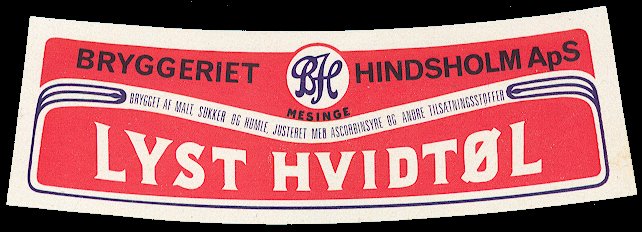 BRYGGERIET BH HINDSHOLM ApS
MESINGE
BRYGGET AF MALT, SUKKER OG HUMLE, JUSTERET MED ASCORBINSYRE OG ANDRE TILSÆTNINGSSTOFFER
LYST HVIDTØL